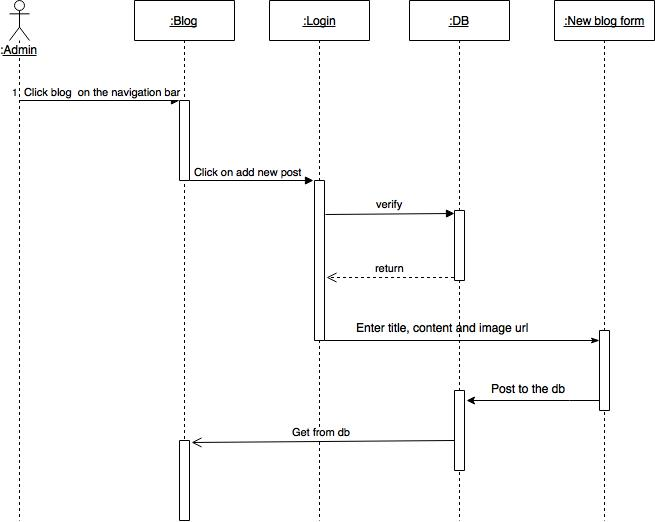 :Blog
:Login
:DB
:New blog form
:Admin
1: Click blog  on the navigation bar
Click on add new post
verify
return
Enter title, content and image url
Post to the db
Get from db